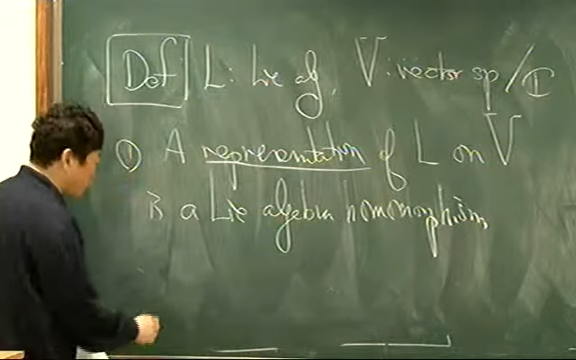 Def L: Lie alg, V: vector sp/ℂ
① A representation of L on V
is a Lie algebra homomorphism